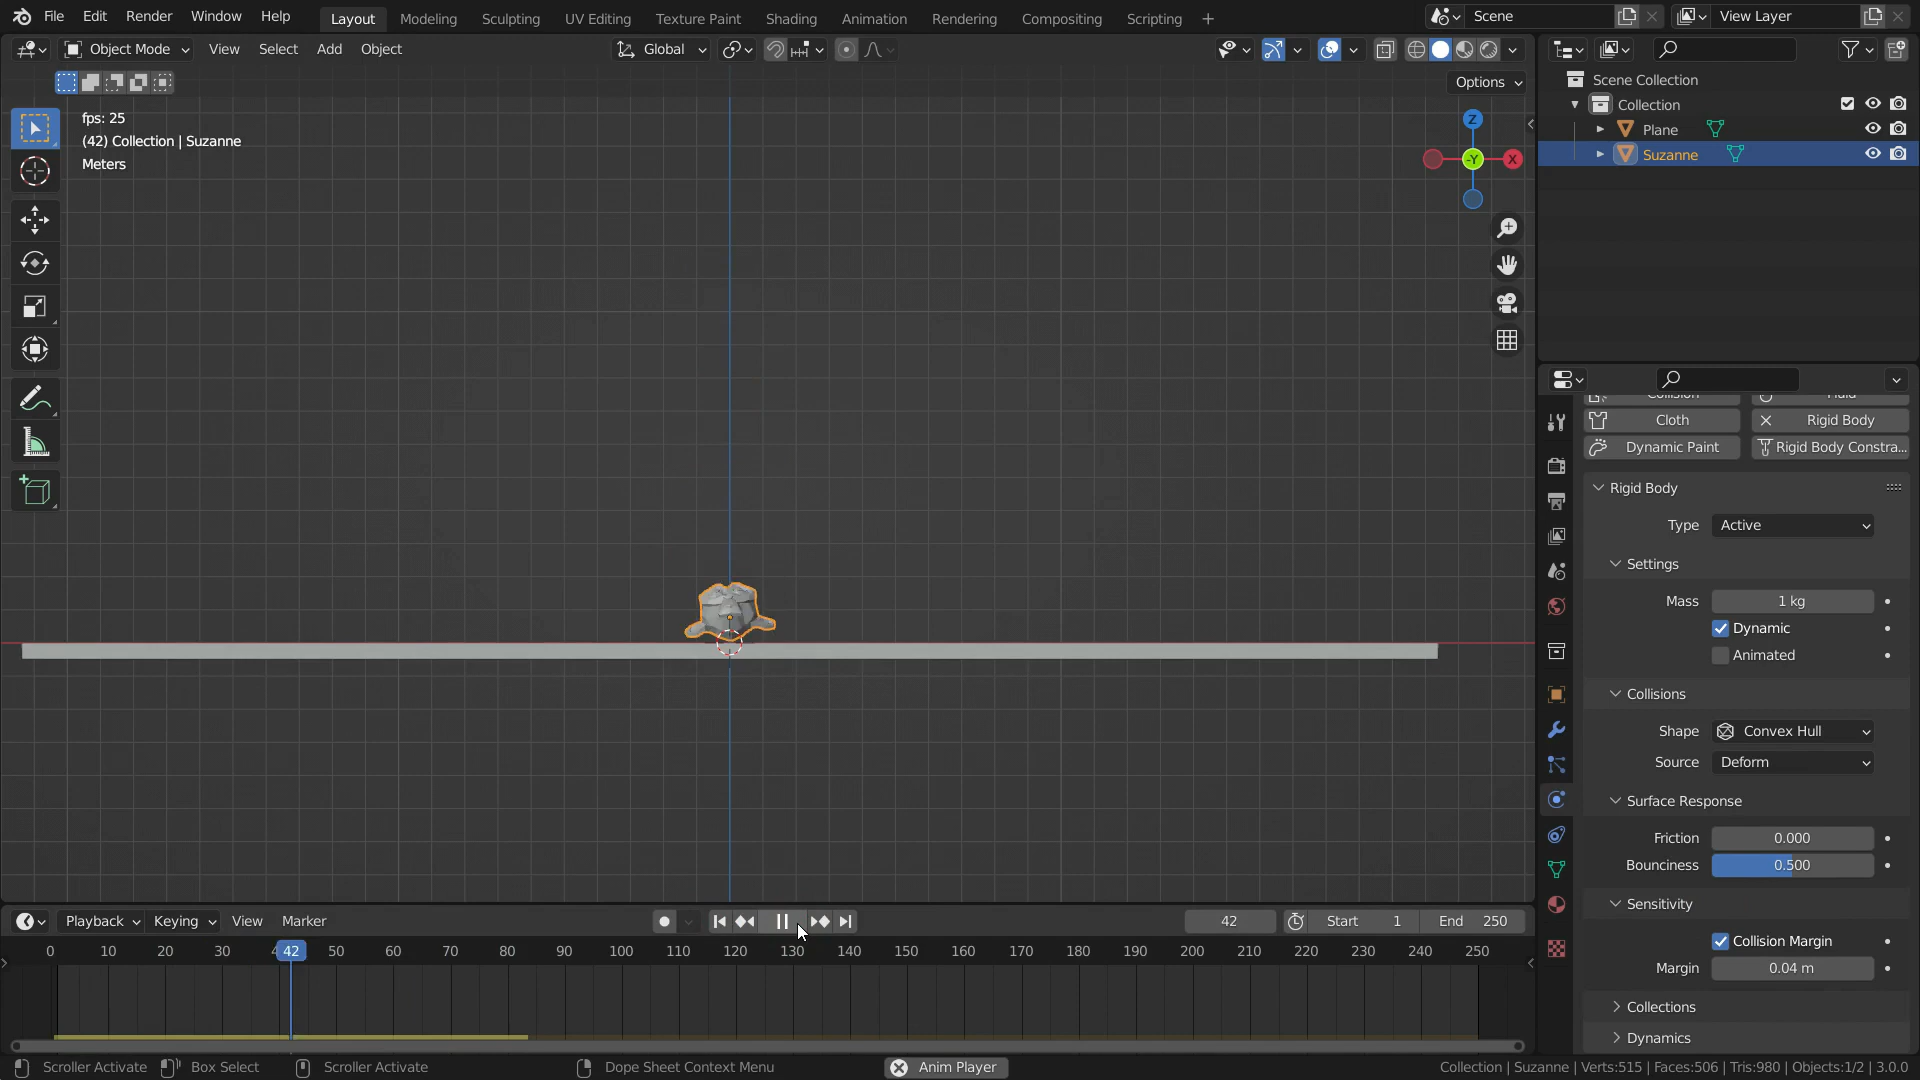 File Edit Render Window Help
Layout Modeling Sculpting UV Editing Texture Paint Shading Animation Rendering Compositing Scripting
Scene
View Layer
Object Mode View Select Add Object
Global
Options
fps: 25
(42) Collection | Suzanne
Meters
Z
-Y
X
Scene Collection
Collection
Plane
Suzanne
Collision Fluid
Cloth Rigid Body
Dynamic Paint Rigid Body Constra...
Rigid Body
Type Active
Settings
Mass 1 kg
Dynamic
Animated
Collisions
Shape Convex Hull
Source Deform
Surface Response
Friction 0.000
Bounciness 0.500
Sensitivity
Collision Margin
Margin 0.04 m
Collections
Dynamics
Playback Keying View Marker
42 Start 1 End 250
0 10 20 30 4 42 50 60 70 80 90 100 110 120 130 140 150 160 170 180 190 200 210 220 230 240 250
Scroller Activate Box Select Scroller Activate Dope Sheet Context Menu Anim Player Collection | Suzanne | Verts:515 | Faces:506 | Tris:980 | Objects:1/2 | 3.0.0